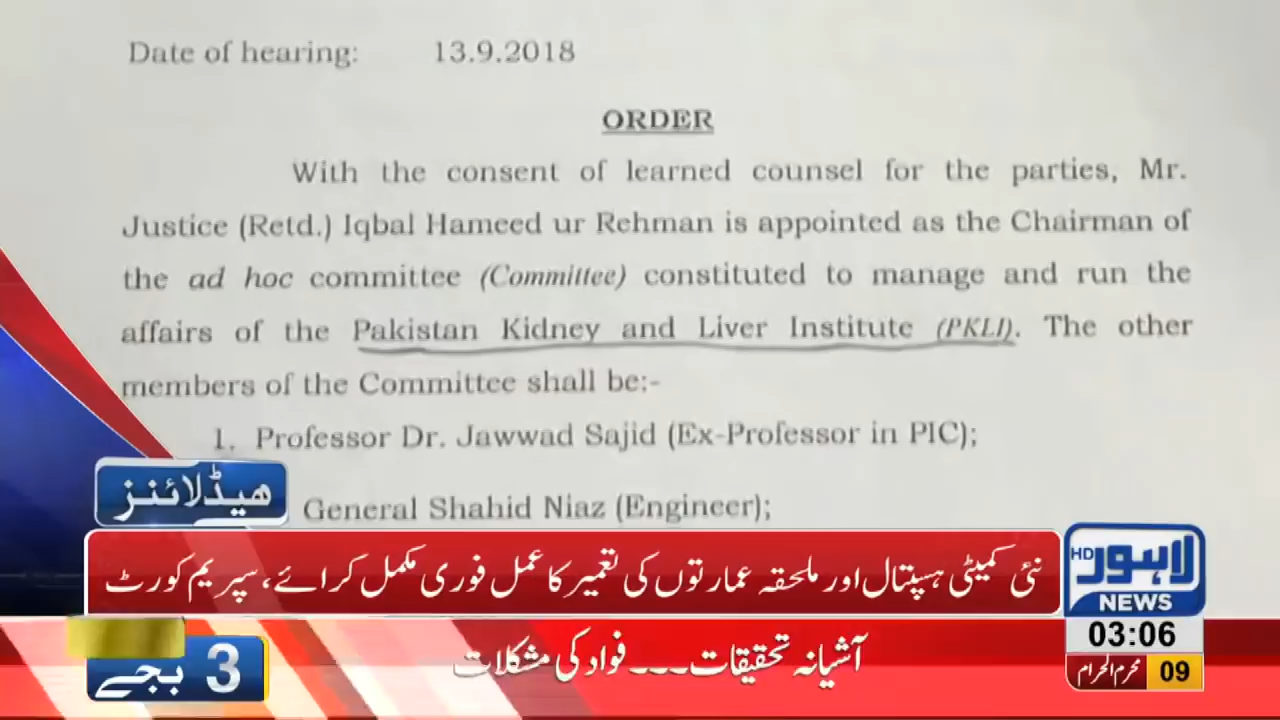 Date of hearing: 13.9.2018
ORDER
With the consent of learned counsel for the parties, Mr.
Justice (Retd.) Iqbal Hameed ur Rehman is appointed as the Chairman of
the ad hoc committee (Committee) constituted to manage and run the
affairs of the Pakistan Kidney and Liver Institute (PKLI). The other
members of the Committee shall be:-
1. Professor Dr. Jawwad Sajid (Ex-Professor in PIC);
General Shahid Niaz (Engineer);
ہیڈلائنز
نئی کمیٹی ہسپتال اور ملحقہ عمارتوں کی تعمیر کا عمل فوری مکمل کرائے، سپریم کورٹ
لاہور HD
NEWS
03:06
09 محرم الحرام
3 بجے
آشیانہ تحقیقات۔۔۔فواد کی مشکلات